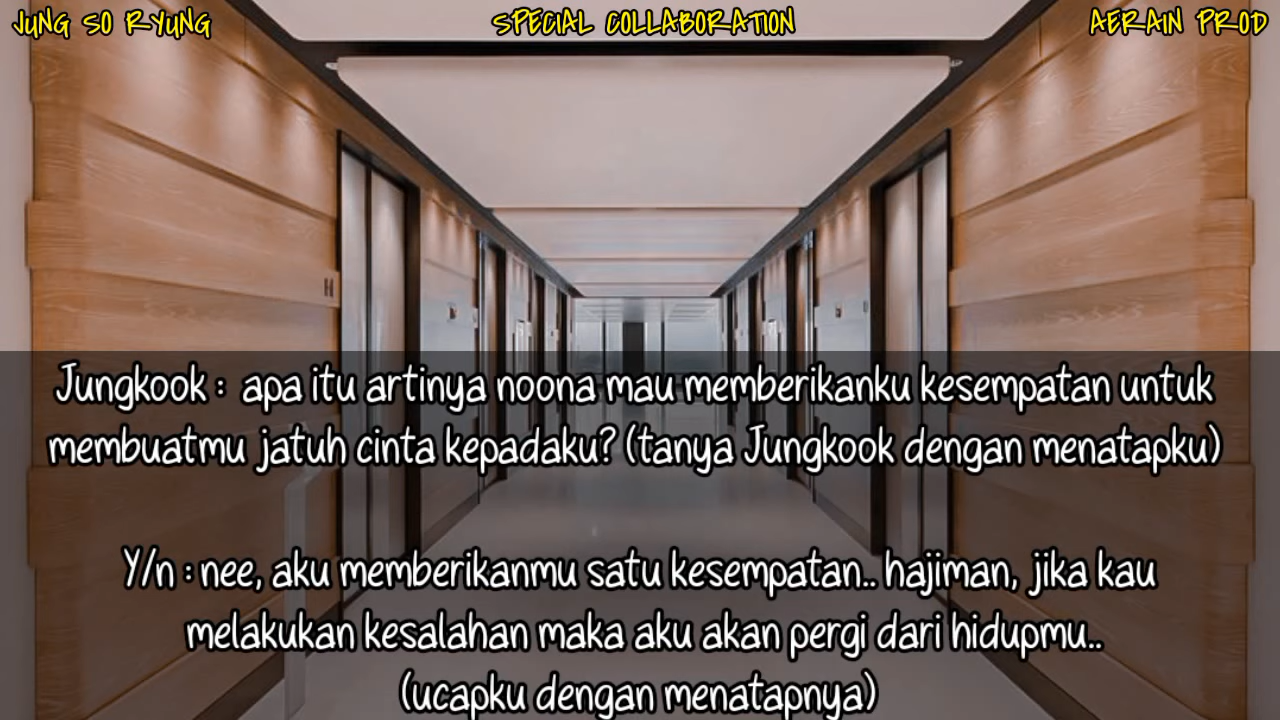 JUNG SO RYUNG
SPECIAL COLLABORATION
AERAIN PROD
Jungkook : apa itu artinya noona mau memberikanku kesempatan untuk
membuatmu jatuh cinta kepadaku? (tanya Jungkook dengan menatapku)
Y/n : nee, aku memberikanmu satu kesempatan.. hajiman, jika kau
melakukan kesalahan maka aku akan pergi dari hidupmu..
(ucapku dengan menatapnya)